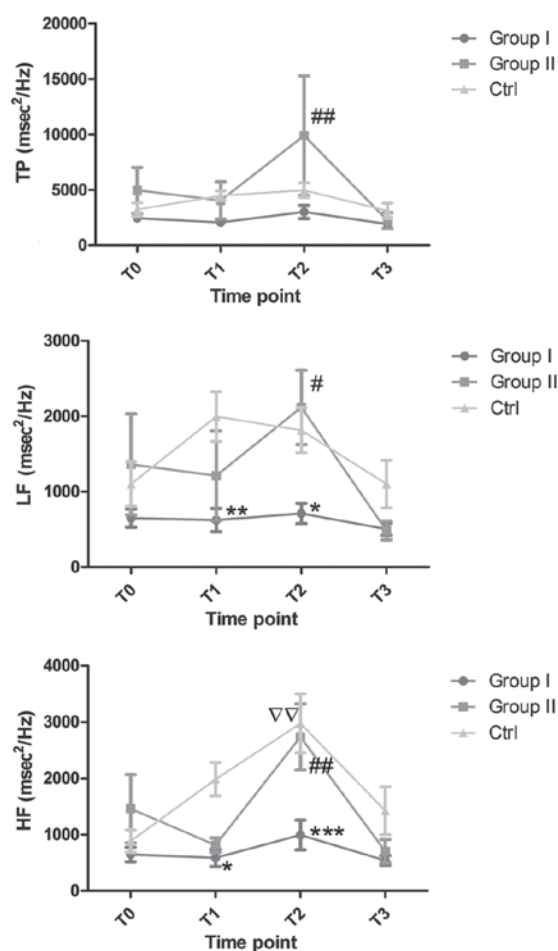 20000
15000
10000
5000
0
TP (msec²/Hz)
##
T0 T1 T2 T3
Time point
Group I
Group II
Ctrl
3000
2000
1000
0
LF (msec²/Hz)
#
** *
T0 T1 T2 T3
Time point
Group I
Group II
Ctrl
4000
3000
2000
1000
0
HF (msec²/Hz)
∇∇
##
***
*
T0 T1 T2 T3
Time point
Group I
Group II
Ctrl